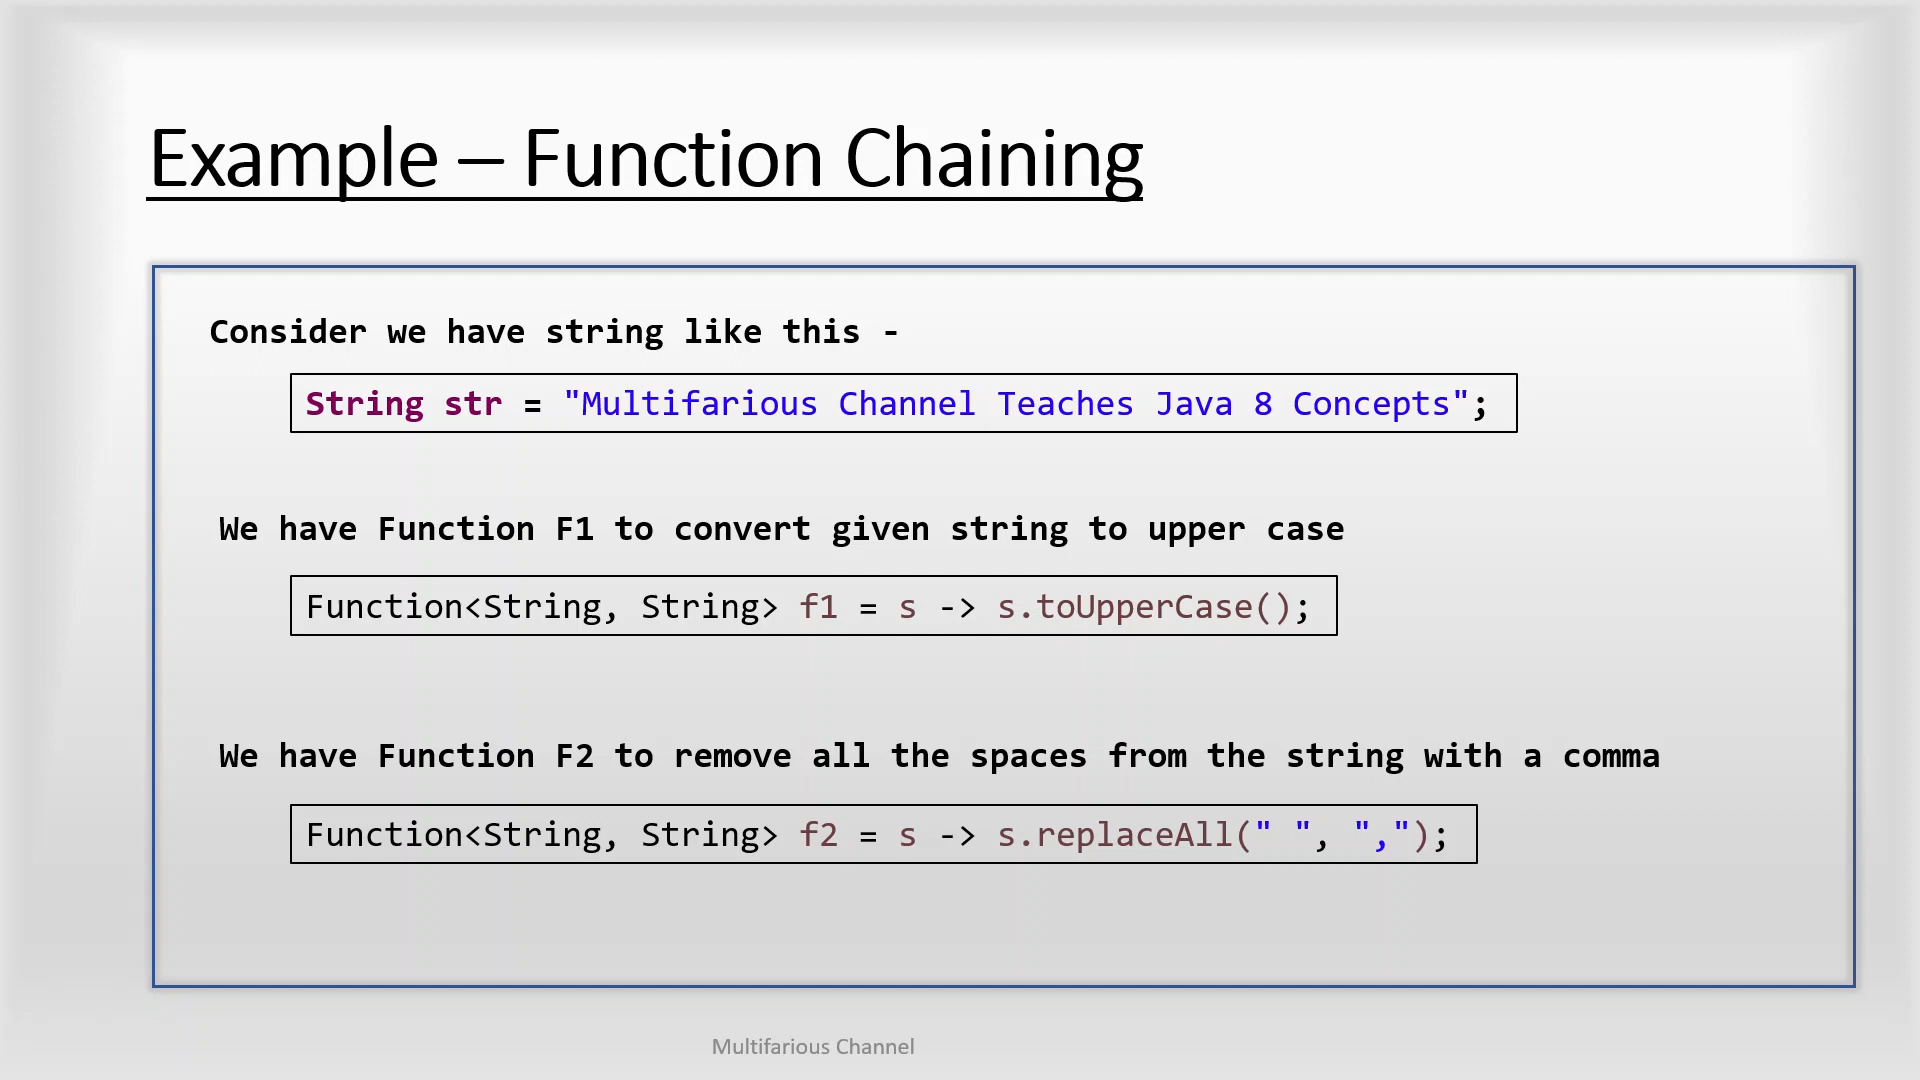 Example – Function Chaining
Consider we have string like this -
String str = "Multifarious Channel Teaches Java 8 Concepts";
We have Function F1 to convert given string to upper case
Function<String, String> f1 = s -> s.toUpperCase();
We have Function F2 to remove all the spaces from the string with a comma
Function<String, String> f2 = s -> s.replaceAll(" ", ",");
Multifarious Channel